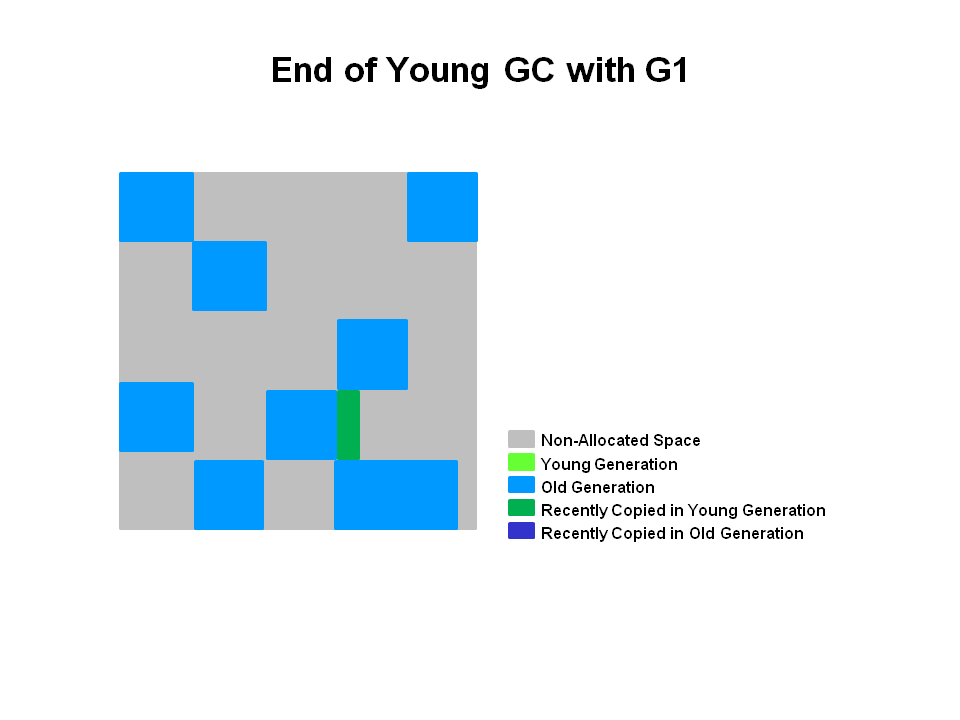 End of Young GC with G1
Non-Allocated Space
Young Generation
Old Generation
Recently Copied in Young Generation
Recently Copied in Old Generation